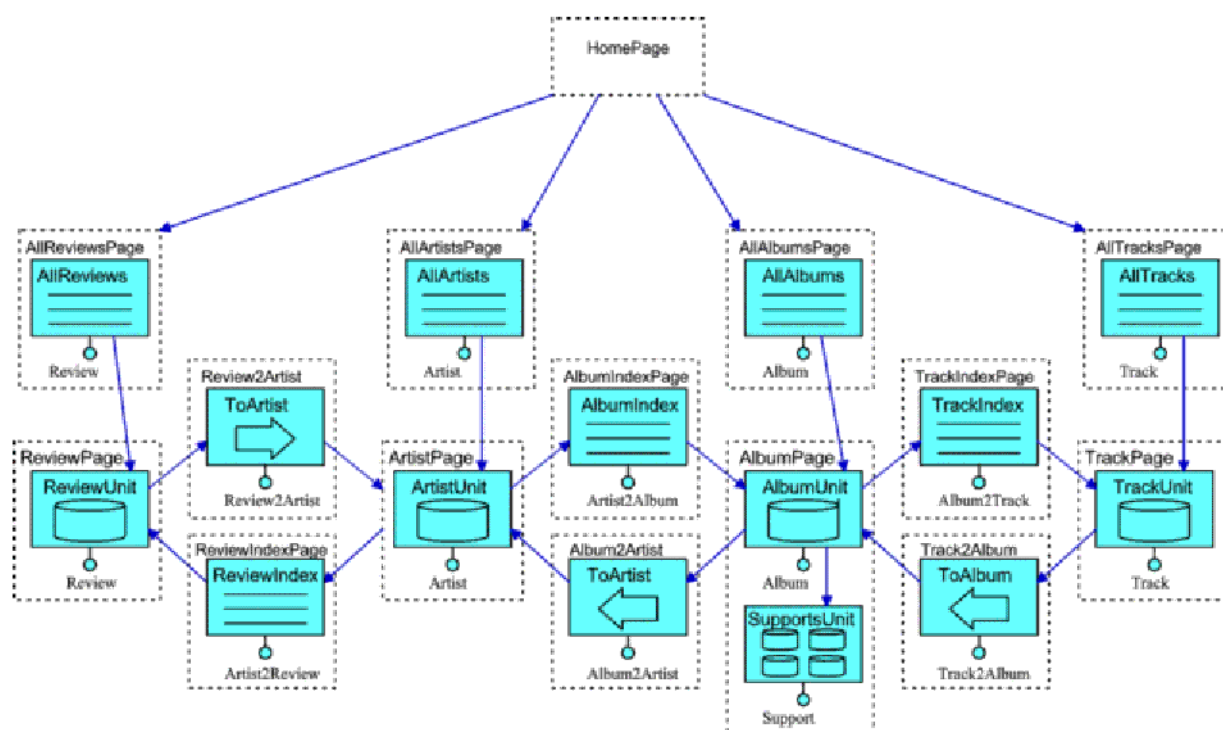 HomePage
AllReviewsPage
AllReviews
Review
AllArtistsPage
AllArtists
Artist
AllAlbumsPage
AllAlbums
Album
AllTracksPage
AllTracks
Track
Review2Artist
ToArtist
Review2Artist
AlbumIndexPage
AlbumIndex
Artist2Album
TrackIndexPage
TrackIndex
Album2Track
ReviewPage
ReviewUnit
Review
ArtistPage
ArtistUnit
Artist
AlbumPage
AlbumUnit
Album
TrackPage
TrackUnit
Track
ReviewIndexPage
ReviewIndex
Artist2Review
Album2Artist
ToArtist
Album2Artist
SupportsUnit
Support
Track2Album
ToAlbum
Track2Album